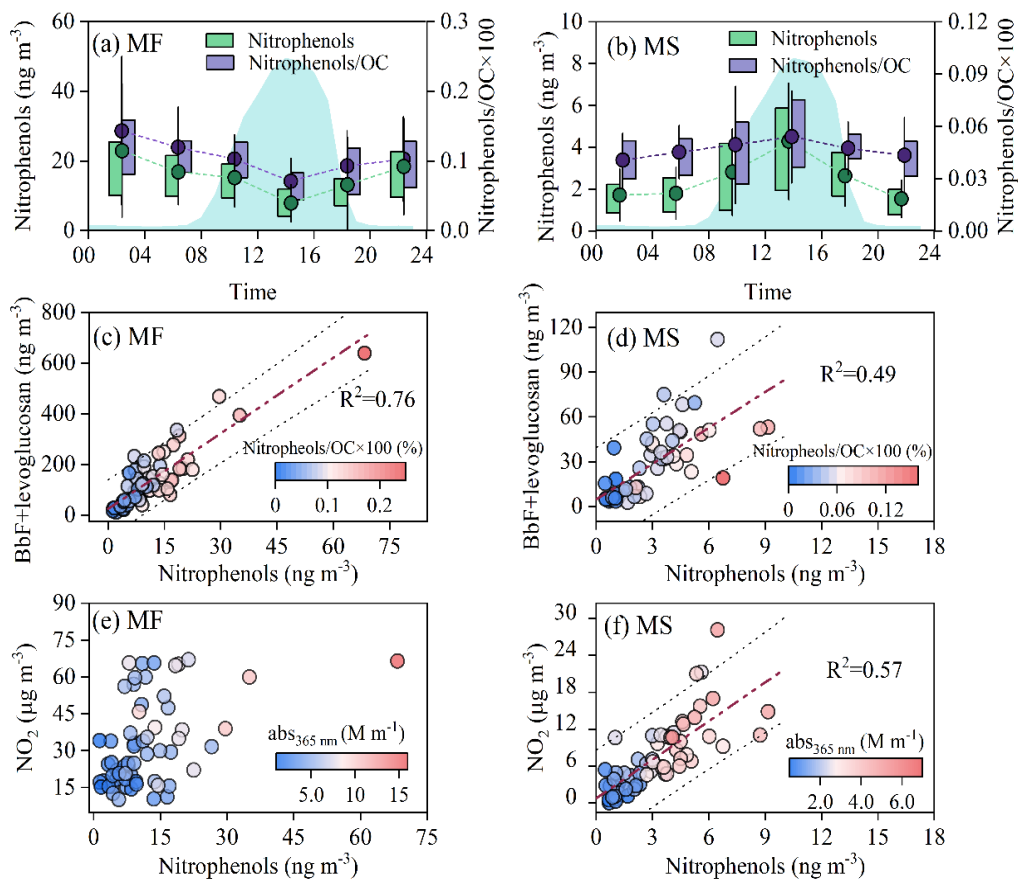 (a) MF
Nitrophenols
Nitrophenols/OC
Nitrophenols (ng m-3)
60
40
20
0
0.3
0.2
0.1
0.0
Nitrophenols/OC×100
00 04 08 12 16 20 24
(b) MS
Nitrophenols
Nitrophenols/OC
Nitrophenols (ng m-3)
10
8
6
4
2
0
0.12
0.09
0.06
0.03
0.00
Nitrophenols/OC×100
00 04 08 12 16 20 24
Time
Time
(c) MF
BbF+levoglucosan (ng m-3)
800
600
400
200
0
R2=0.76
Nitropheols/OC×100 (%)
0 0.1 0.2
0 15 30 45 60 75
Nitrophenols (ng m-3)
(d) MS
BbF+levoglucosan (ng m-3)
120
90
60
30
0
R2=0.49
Nitropheols/OC×100 (%)
0 0.06 0.12
0 3 6 9 12 15 18
Nitrophenols (ng m-3)
(e) MF
NO2 (μg m-3)
90
75
60
45
30
15
abs365 nm (M m-1)
5.0 10 15
0 15 30 45 60 75
Nitrophenols (ng m-3)
(f) MS
NO2 (μg m-3)
30
24
18
12
6
0
R2=0.57
abs365 nm (M m-1)
2.0 4.0 6.0
0 3 6 9 12 15 18
Nitrophenols (ng m-3)